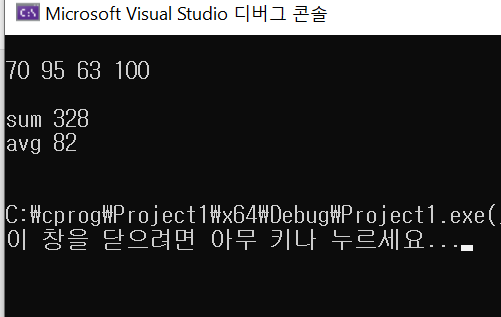 C:\ Microsoft Visual Studio 디버그 콘솔
70 95 63 100
sum 328
avg 82
C:₩cprog₩Project1₩x64₩Debug₩Project1.exe(
이 창을 닫으려면 아무 키나 누르세요...